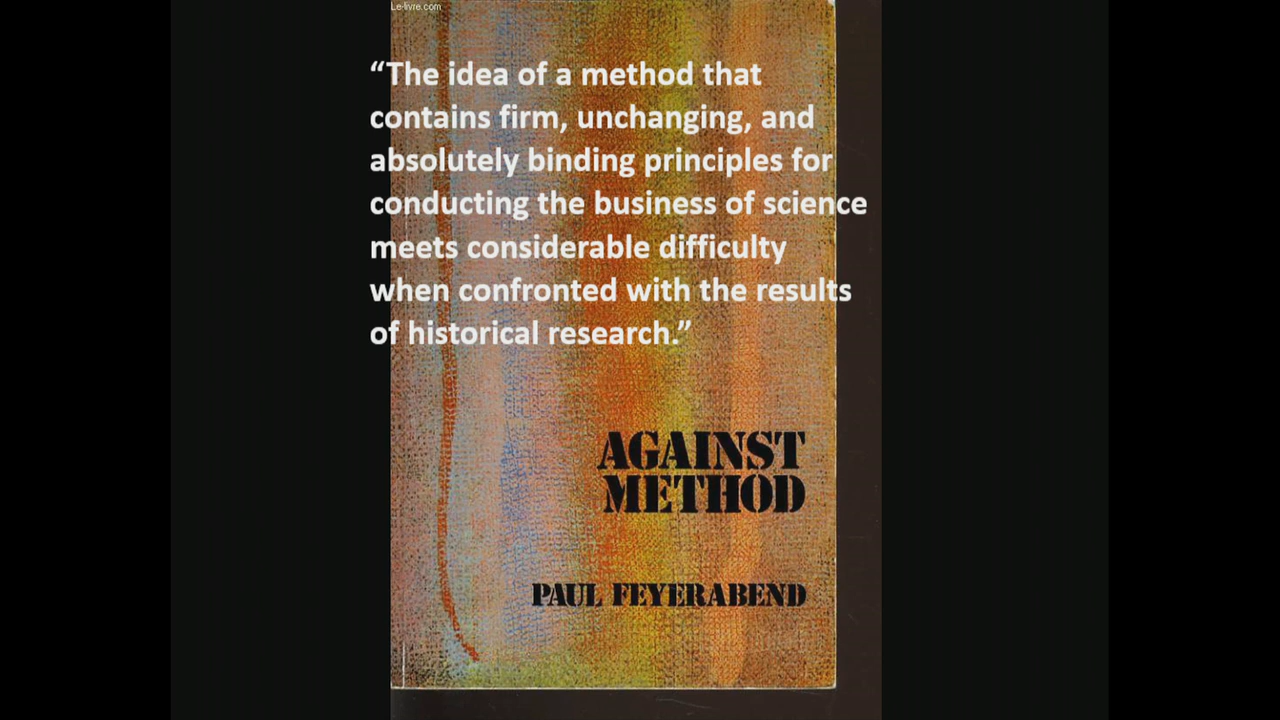 Le-livre.com
“The idea of a method that
contains firm, unchanging, and
absolutely binding principles for
conducting the business of science
meets considerable difficulty
when confronted with the results
of historical research.”
AGAINST
METHOD
PAUL FEYERABEND